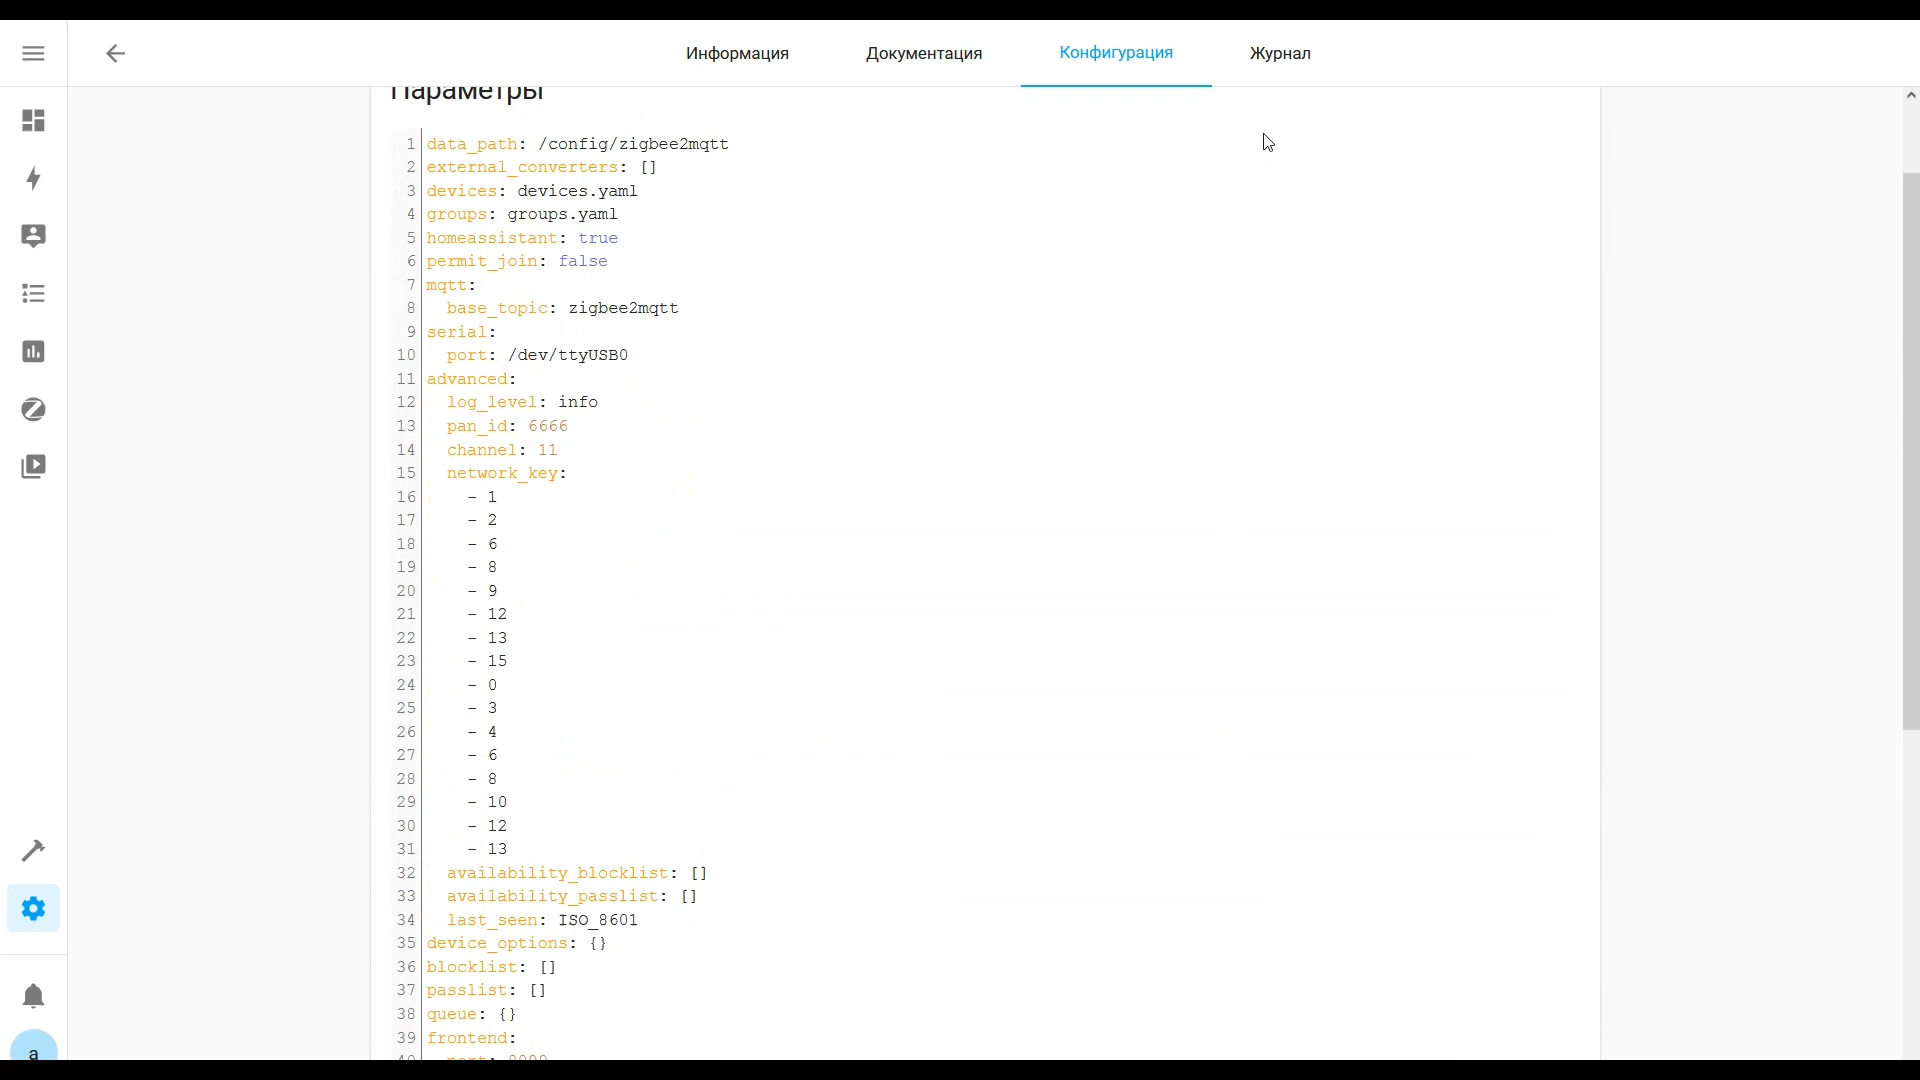 Информация
Документация
Конфигурация
Журнал
Параметры
1 data_path: /config/zigbee2mqtt
2 external_converters: []
3 devices: devices.yaml
4 groups: groups.yaml
5 homeassistant: true
6 permit_join: false
7 mqtt:
8   base_topic: zigbee2mqtt
9 serial:
10   port: /dev/ttyUSB0
11 advanced:
12   log_level: info
13   pan_id: 6666
14   channel: 11
15   network_key:
16     - 1
17     - 2
18     - 6
19     - 8
20     - 9
21     - 12
22     - 13
23     - 15
24     - 0
25     - 3
26     - 4
27     - 6
28     - 8
29     - 10
30     - 12
31     - 13
32   availability_blocklist: []
33   availability_passlist: []
34   last_seen: ISO_8601
35 device_options: {}
36 blocklist: []
37 passlist: []
38 queue: {}
39 frontend:
a